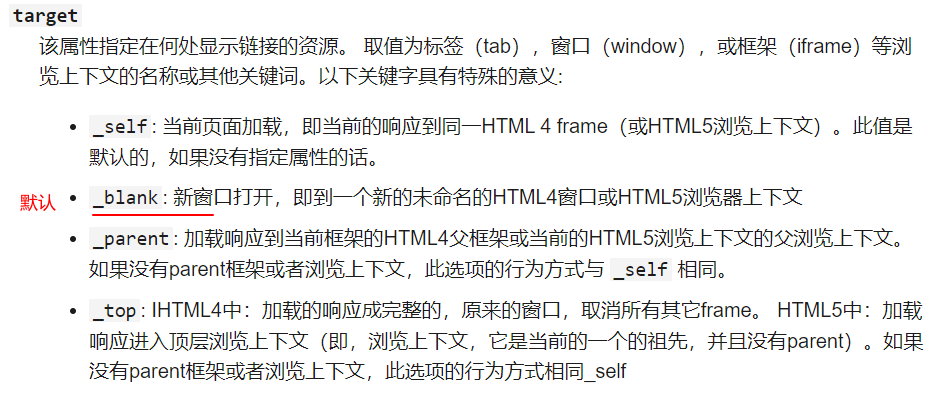 target
该属性指定在何处显示链接的资源。 取值为标签（tab），窗口（window），或框架（iframe）等浏
览上下文的名称或其他关键词。以下关键字具有特殊的意义:
_self: 当前页面加载，即当前的响应到同一HTML 4 frame（或HTML5浏览上下文）。此值是
默认的，如果没有指定属性的话。
默认 _blank: 新窗口打开，即到一个新的未命名的HTML4窗口或HTML5浏览器上下文
_parent: 加载响应到当前框架的HTML4父框架或当前的HTML5浏览上下文的父浏览上下文。
如果没有parent框架或者浏览上下文，此选项的行为方式与 _self 相同。
_top: IHTML4中：加载的响应成完整的，原来的窗口，取消所有其它frame。 HTML5中：加载
响应进入顶层浏览上下文（即，浏览上下文，它是当前的一个的祖先，并且没有parent）。如果
没有parent框架或者浏览上下文，此选项的行为方式相同_self